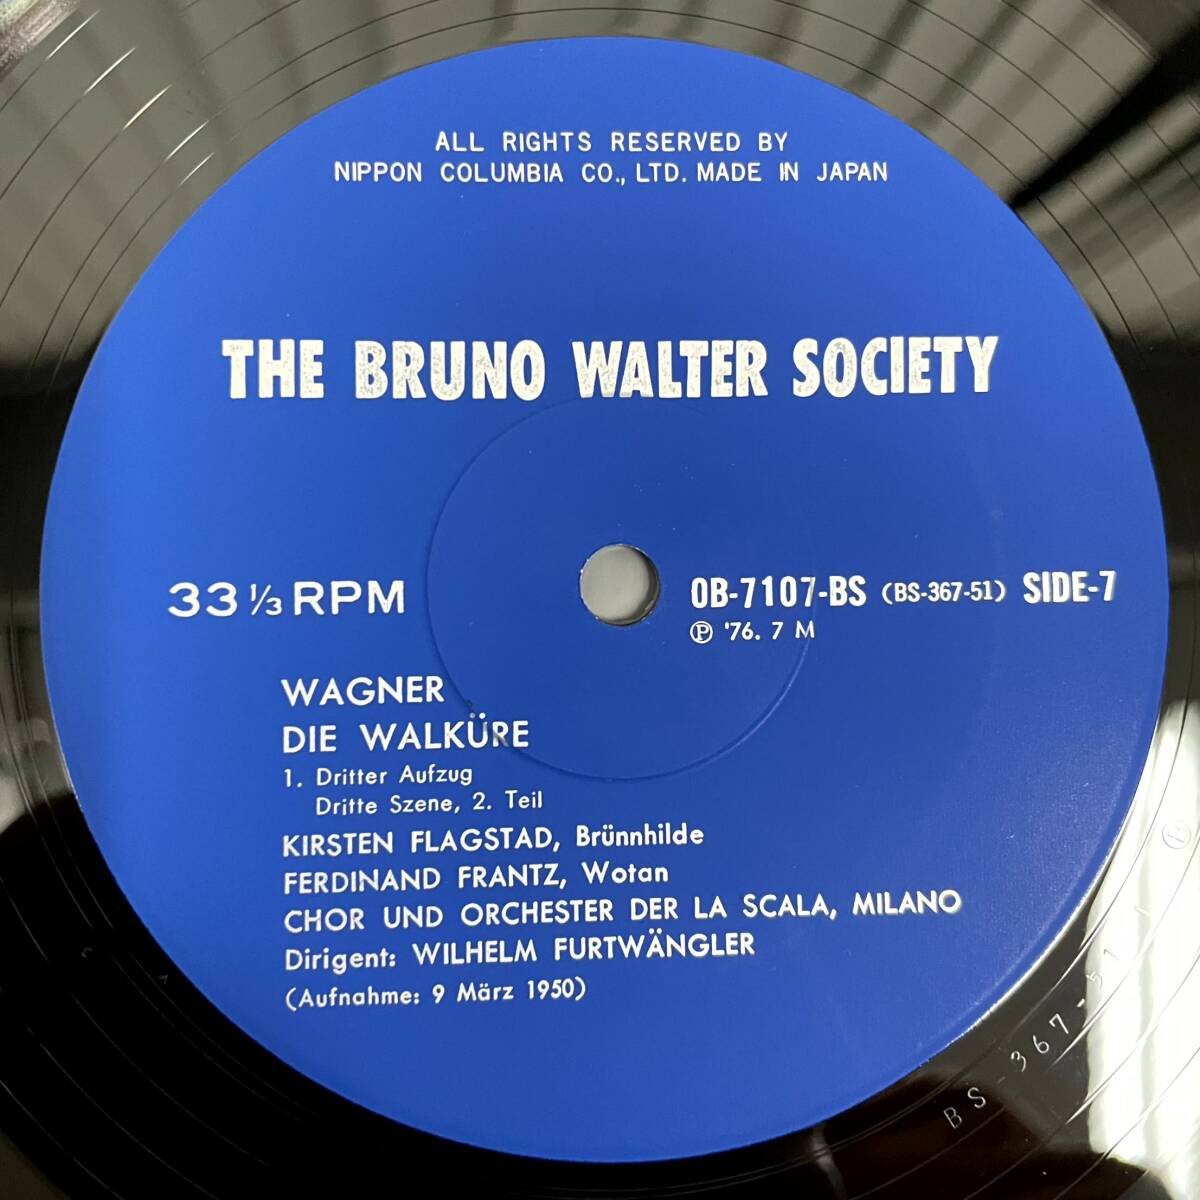 ALL RIGHTS RESERVED BY
NIPPON COLUMBIA CO., LTD. MADE IN JAPAN
THE BRUNO WALTER SOCIETY
33 1/3 RPM
OB-7107-BS (BS-367-51) SIDE-7
Ⓟ '76. 7 M
WAGNER
DIE WALKÜRE
1. Dritter Aufzug
Dritte Szene, 2. Teil
KIRSTEN FLAGSTAD, Brünnhilde
FERDINAND FRANTZ, Wotan
CHOR UND ORCHESTER DER LA SCALA, MILANO
Dirigent: WILHELM FURTWÄNGLER
(Aufnahme: 9 März 1950)
BS-367-51